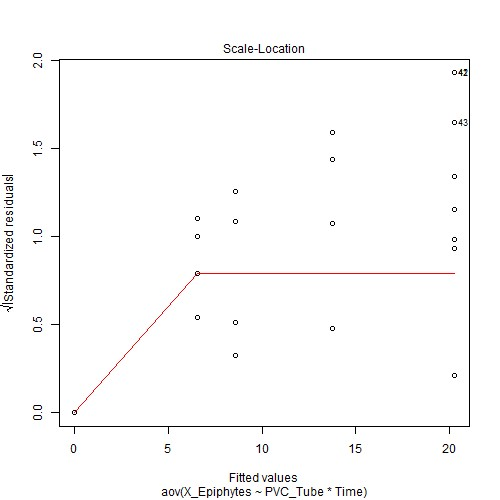 Scale-Location
√|Standardized residuals|
2.0
1.5
1.0
0.5
0.0
43
0
5
10
15
20
Fitted values
aov(X_Epiphytes ~ PVC_Tube * Time)